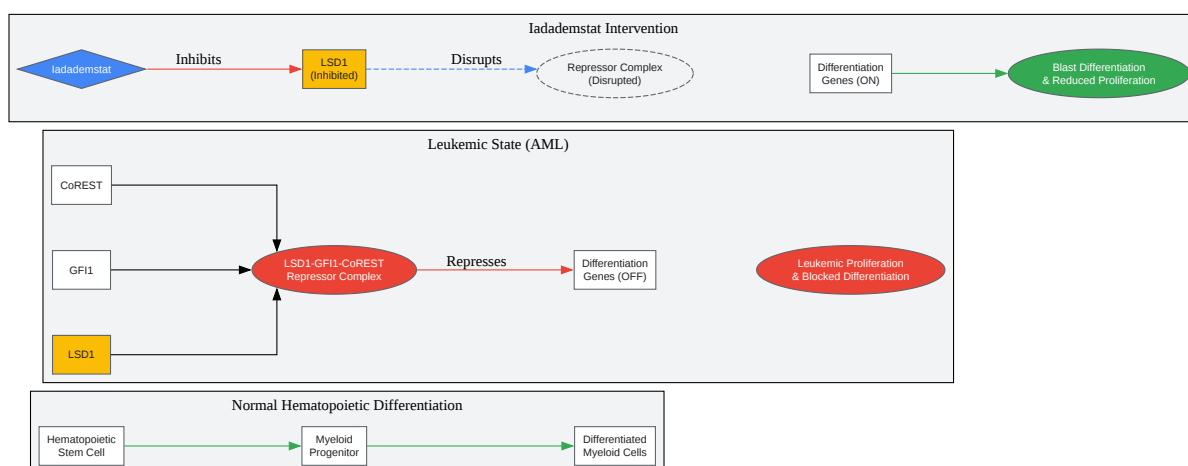 Iadademstat Intervention
Iadademstat
Inhibits
LSD1
(Inhibited)
Disrupts
Repressor Complex
(Disrupted)
Differentiation
Genes (ON)
Blast Differentiation
& Reduced Proliferation
Leukemic State (AML)
CoREST
GFI1
LSD1
LSD1-GFI1-CoREST
Repressor Complex
Represses
Differentiation
Genes (OFF)
Leukemic Proliferation
& Blocked Differentiation
Normal Hematopoietic Differentiation
Hematopoietic
Stem Cell
Myeloid
Progenitor
Differentiated
Myeloid Cells